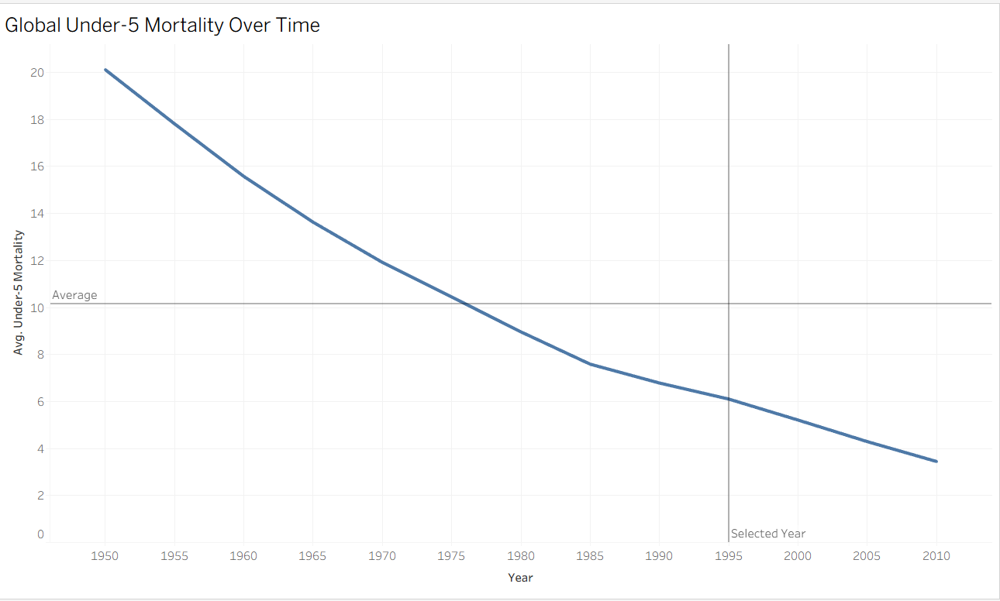 Global Under-5 Mortality Over Time
20
18
16
14
12
Average
10
8
6
4
2
0
Avg. Under-5 Mortality
Selected Year
1950 1955 1960 1965 1970 1975 1980 1985 1990 1995 2000 2005 2010
Year